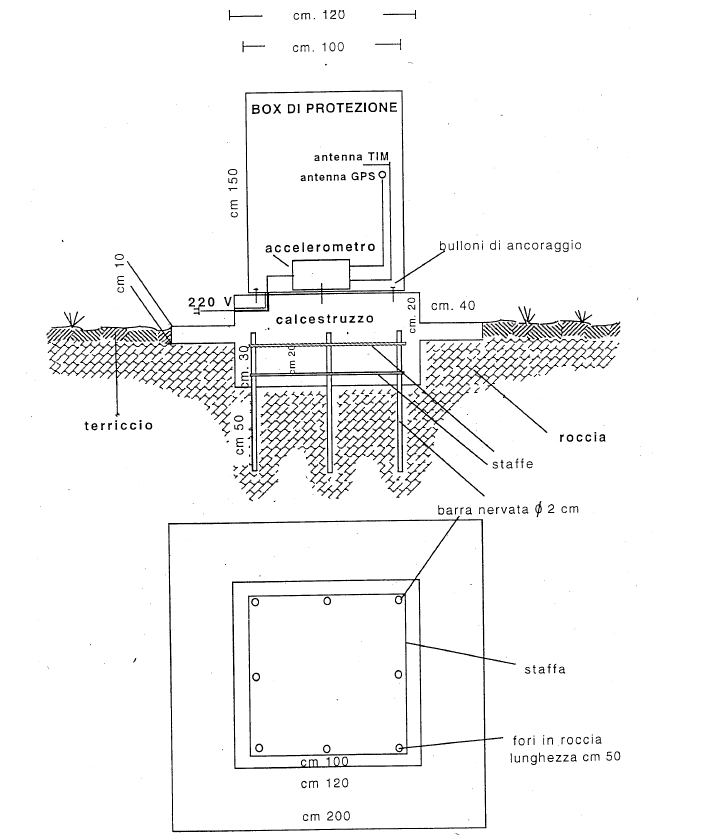 cm. 120
cm. 100
BOX DI PROTEZIONE
antenna TIM
antenna GPS
cm 150
accelerometro
bulloni di ancoraggio
cm 10
220 V
calcestruzzo
cm. 20
cm. 40
cm. 30
cm. 20
terriccio
cm 50
roccia
staffe
barra nervata ϕ 2 cm
staffa
fori in roccia
lunghezza cm 50
cm 100
cm 120
cm 200